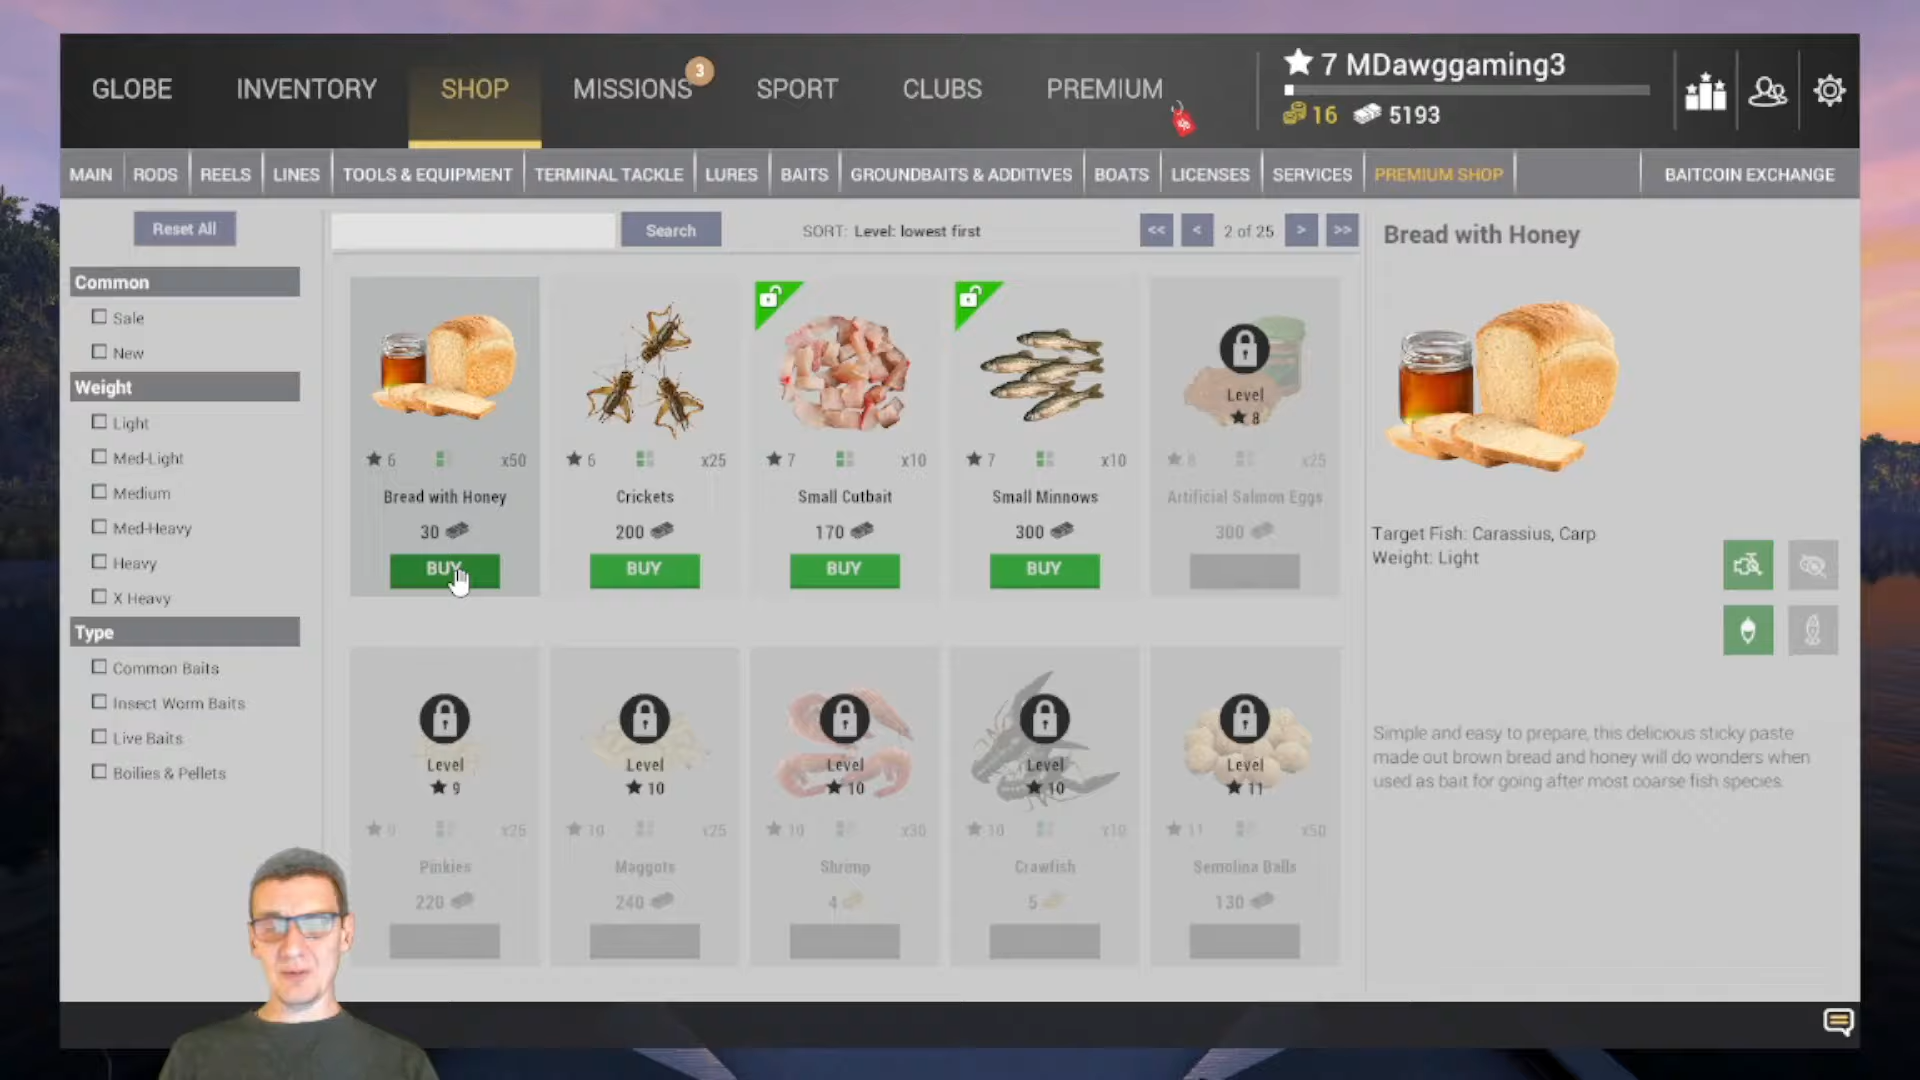 GLOBE
INVENTORY
SHOP
MISSIONS
3
SPORT
CLUBS
PREMIUM
7 MDawggaming3
16 5193
MAIN
RODS
REELS
LINES
TOOLS & EQUIPMENT
TERMINAL TACKLE
LURES
BAITS
GROUNDBAITS & ADDITIVES
BOATS
LICENSES
SERVICES
PREMIUM SHOP
BAITCOIN EXCHANGE
Reset All
Search
SORT: Level: lowest first
<<
<
2 of 25
>
>>
Common
Sale
New
Weight
Light
Med-Light
Medium
Med-Heavy
Heavy
X Heavy
Type
Common Baits
Insect Worm Baits
Live Baits
Boilies & Pellets
6 x50
Bread with Honey
30
BUY
6 x25
Crickets
200
BUY
7 x10
Small Cutbait
170
BUY
7 x10
Small Minnows
300
BUY
Level
8
8 x25
Artificial Salmon Eggs
300
Level
9
9 x25
Pinkies
220
Level
10
10 x25
Maggots
240
Level
10
10 x30
Shrimp
4
Level
10
10 x10
Crawfish
5
Level
11
11 x50
Semolina Balls
130
Bread with Honey
Target Fish: Carassius, Carp
Weight: Light
Simple and easy to prepare, this delicious sticky paste
made out brown bread and honey will do wonders when
used as bait for going after most coarse fish species.